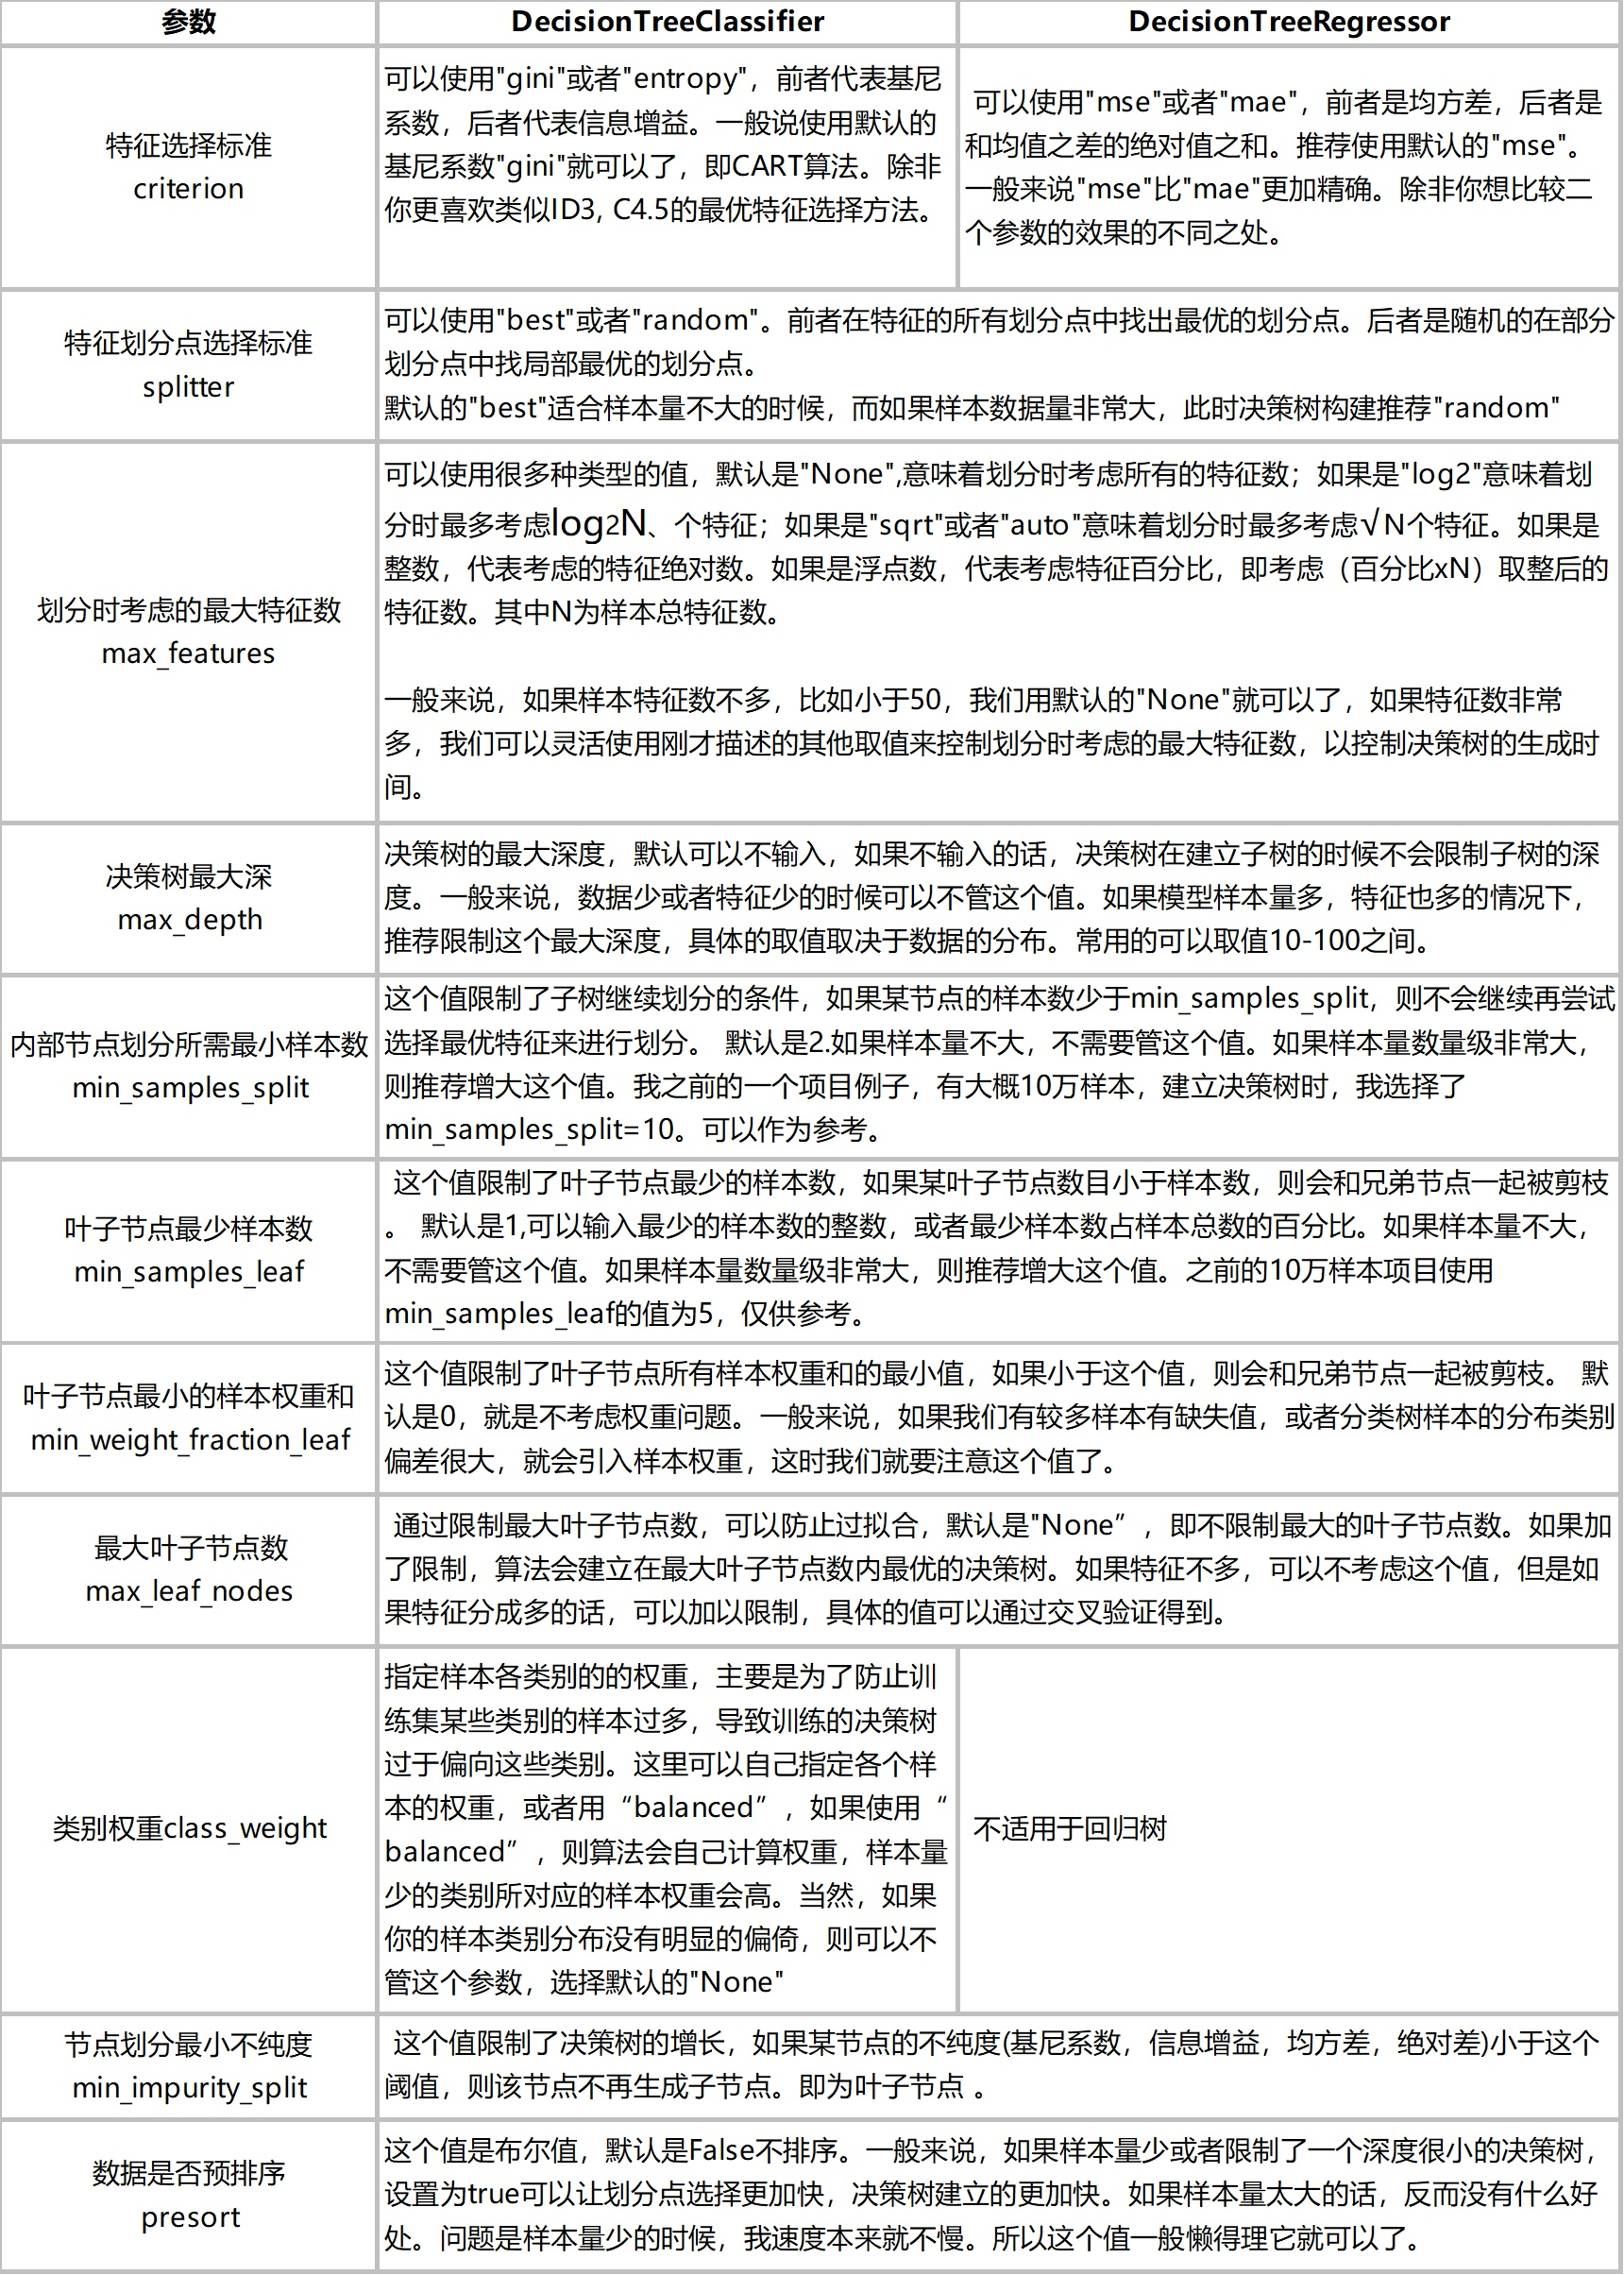 参数
DecisionTreeClassifier
DecisionTreeRegressor
特征选择标准
criterion
可以使用"gini"或者"entropy"，前者代表基尼
系数，后者代表信息增益。一般说使用默认的
基尼系数"gini"就可以了，即CART算法。除非
你更喜欢类似ID3, C4.5的最优特征选择方法。
可以使用"mse"或者"mae"，前者是均方差，后者是
和均值之差的绝对值之和。推荐使用默认的"mse"。
一般来说"mse"比"mae"更加精确。除非你想比较二
个参数的效果的不同之处。
特征划分点选择标准
splitter
可以使用"best"或者"random"。前者在特征的所有划分点中找出最优的划分点。后者是随机的在部分
划分点中找局部最优的划分点。
默认的"best"适合样本量不大的时候，而如果样本数据量非常大，此时决策树构建推荐"random"
划分时考虑的最大特征数
max_features
可以使用很多种类型的值，默认是"None",意味着划分时考虑所有的特征数；如果是"log2"意味着划
分时最多考虑log2N、个特征；如果是"sqrt"或者"auto"意味着划分时最多考虑√N个特征。如果是
整数，代表考虑的特征绝对数。如果是浮点数，代表考虑特征百分比，即考虑（百分比xN）取整后的
特征数。其中N为样本总特征数。
一般来说，如果样本特征数不多，比如小于50，我们用默认的"None"就可以了，如果特征数非常
多，我们可以灵活使用刚才描述的其他取值来控制划分时考虑的最大特征数，以控制决策树的生成时
间。
决策树最大深
max_depth
决策树的最大深度，默认可以不输入，如果不输入的话，决策树在建立子树的时候不会限制子树的深
度。一般来说，数据少或者特征少的时候可以不管这个值。如果模型样本量多，特征也多的情况下，
推荐限制这个最大深度，具体的取值取决于数据的分布。常用的可以取值10-100之间。
内部节点划分所需最小样本数
min_samples_split
这个值限制了子树继续划分的条件，如果某节点的样本数少于min_samples_split，则不会继续再尝试
选择最优特征来进行划分。 默认是2.如果样本量不大，不需要管这个值。如果样本量数量级非常大，
则推荐增大这个值。我之前的一个项目例子，有大概10万样本，建立决策树时，我选择了
min_samples_split=10。可以作为参考。
叶子节点最少样本数
min_samples_leaf
这个值限制了叶子节点最少的样本数，如果某叶子节点数目小于样本数，则会和兄弟节点一起被剪枝
。 默认是1,可以输入最少的样本数的整数，或者最少样本数占样本总数的百分比。如果样本量不大，
不需要管这个值。如果样本量数量级非常大，则推荐增大这个值。之前的10万样本项目使用
min_samples_leaf的值为5，仅供参考。
叶子节点最小的样本权重和
min_weight_fraction_leaf
这个值限制了叶子节点所有样本权重和的最小值，如果小于这个值，则会和兄弟节点一起被剪枝。 默
认是0，就是不考虑权重问题。一般来说，如果我们有较多样本有缺失值，或者分类树样本的分布类别
偏差很大，就会引入样本权重，这时我们就要注意这个值了。
最大叶子节点数
max_leaf_nodes
通过限制最大叶子节点数，可以防止过拟合，默认是"None”，即不限制最大的叶子节点数。如果加
了限制，算法会建立在最大叶子节点数内最优的决策树。如果特征不多，可以不考虑这个值，但是如
果特征分成多的话，可以加以限制，具体的值可以通过交叉验证得到。
类别权重class_weight
指定样本各类别的的权重，主要是为了防止训
练集某些类别的样本过多，导致训练的决策树
过于偏向这些类别。这里可以自己指定各个样
本的权重，或者用“balanced”，如果使用“
balanced”，则算法会自己计算权重，样本量
少的类别所对应的样本权重会高。当然，如果
你的样本类别分布没有明显的偏倚，则可以不
管这个参数，选择默认的"None"
不适用于回归树
节点划分最小不纯度
min_impurity_split
这个值限制了决策树的增长，如果某节点的不纯度(基尼系数，信息增益，均方差，绝对差)小于这个
阈值，则该节点不再生成子节点。即为叶子节点 。
数据是否预排序
presort
这个值是布尔值，默认是False不排序。一般来说，如果样本量少或者限制了一个深度很小的决策树，
设置为true可以让划分点选择更加快，决策树建立的更加快。如果样本量太大的话，反而没有什么好
处。问题是样本量少的时候，我速度本来就不慢。所以这个值一般懒得理它就可以了。